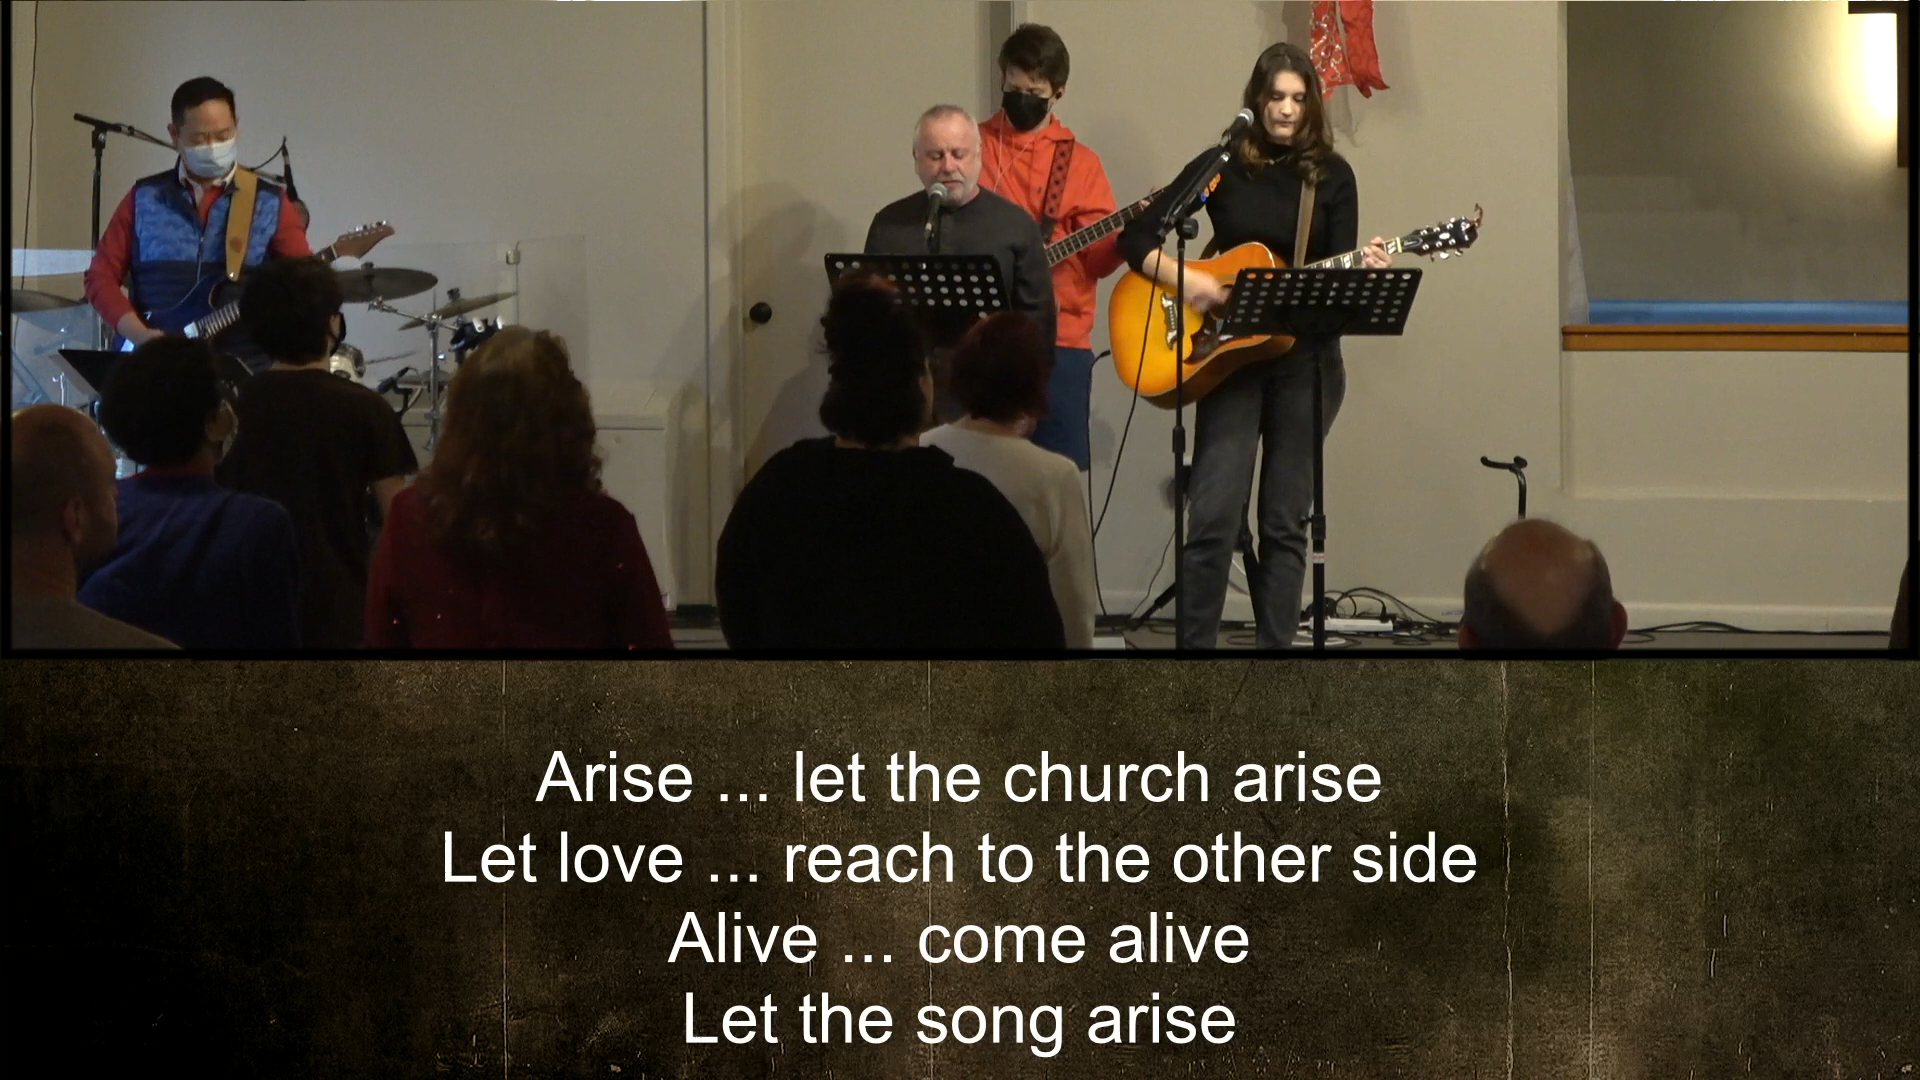 Arise ... let the church arise
Let love ... reach to the other side
Alive ... come alive
Let the song arise